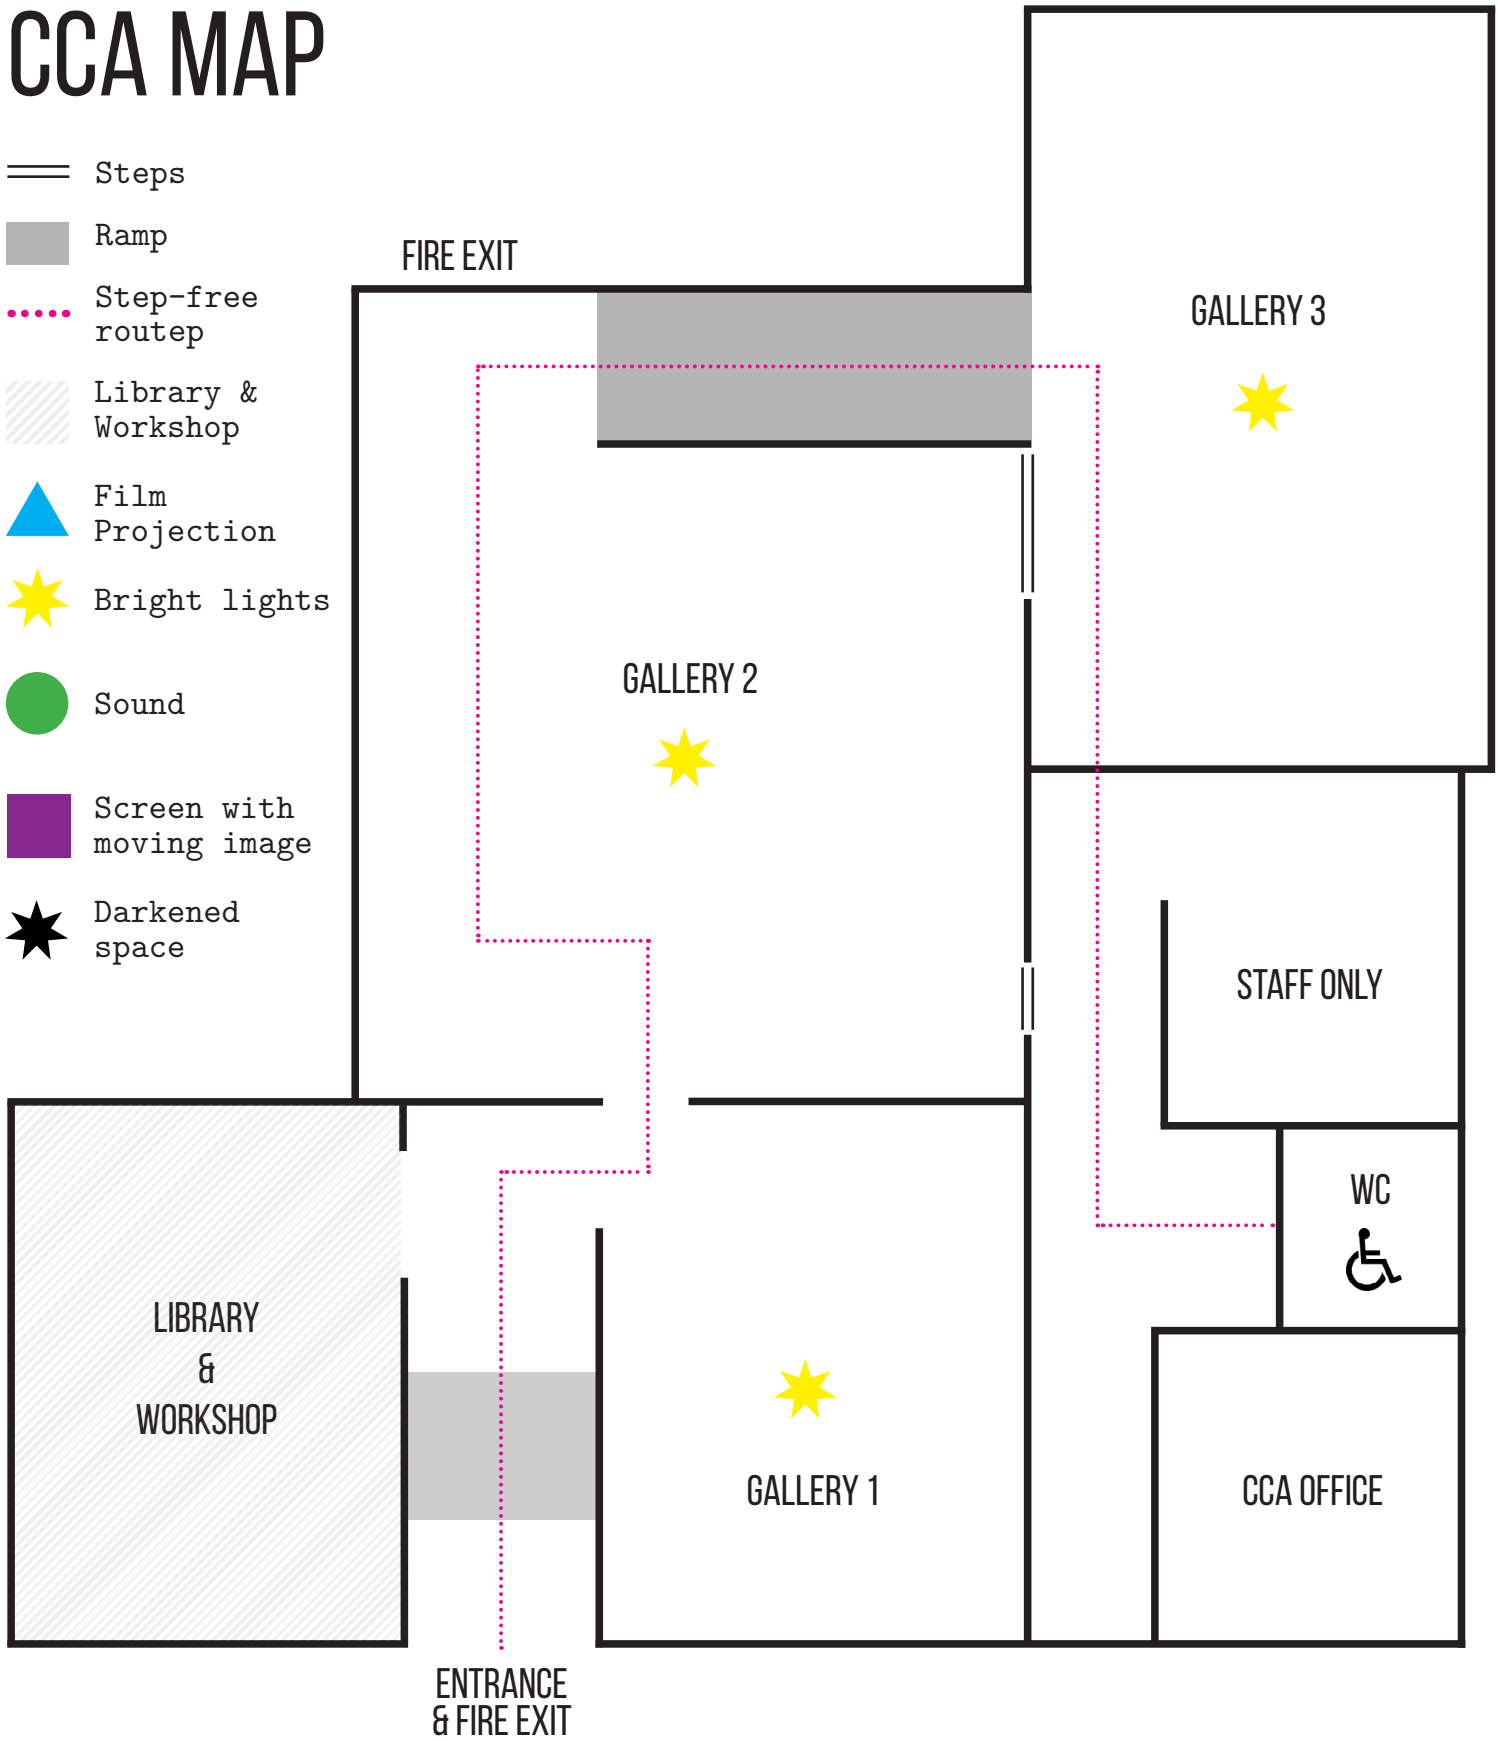 CCA MAP
Steps
Ramp
Step-free
routep
Library &
Workshop
Film
Projection
Bright lights
Sound
Screen with
moving image
Darkened
space
FIRE EXIT
GALLERY 3
GALLERY 2
STAFF ONLY
WC
LIBRARY
&
WORKSHOP
GALLERY 1
CCA OFFICE
ENTRANCE
& FIRE EXIT